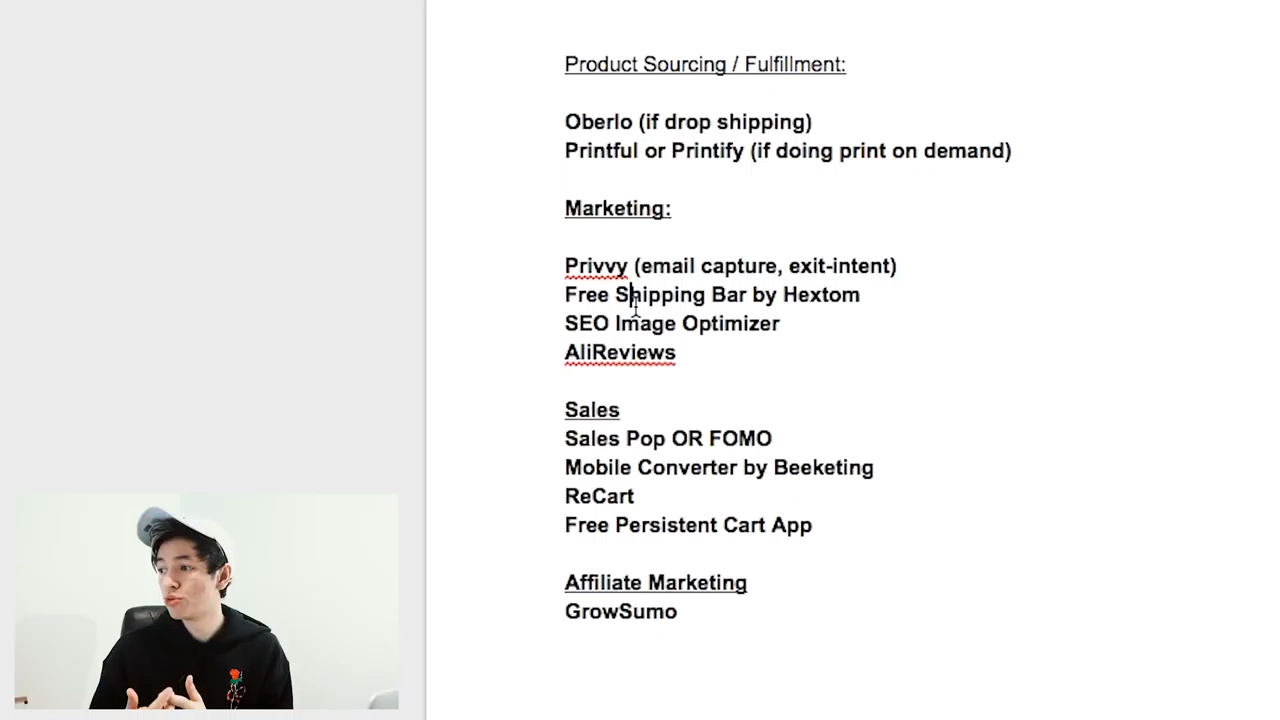 Product Sourcing / Fulfillment:
Oberlo (if drop shipping)
Printful or Printify (if doing print on demand)
Marketing:
Privvy (email capture, exit-intent)
Free Shipping Bar by Hextom
SEO Image Optimizer
AliReviews
Sales
Sales Pop OR FOMO
Mobile Converter by Beeketing
ReCart
Free Persistent Cart App
Affiliate Marketing
GrowSumo